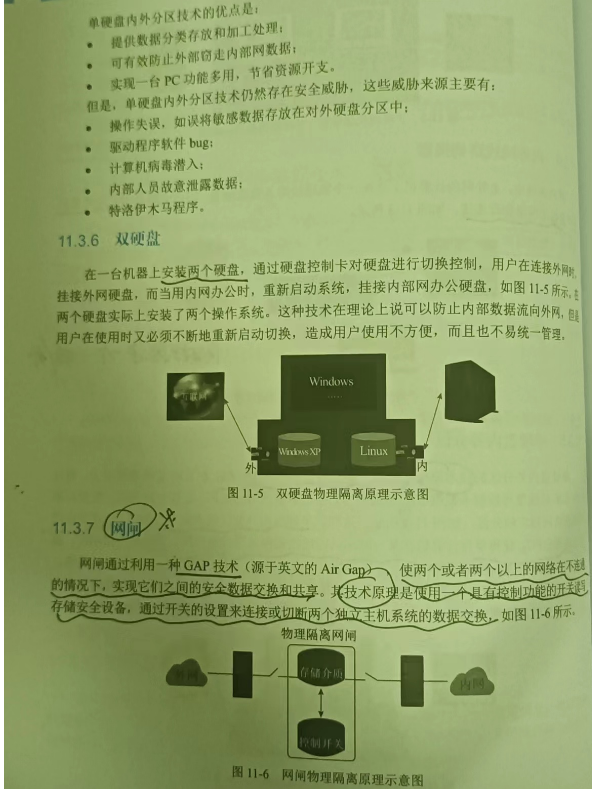 单硬盘内外分区技术的优点是:
• 提供数据分类存放和加工处理;
• 可有效防止外部窃走内部网数据;
• 实现一台 PC 功能多用，节省资源开支。
但是，单硬盘内外分区技术仍然存在安全威胁，这些威胁来源主要有:
• 操作失误，如误将敏感数据存放在对外硬盘分区中;
• 驱动程序软件 bug;
• 计算机病毒潜入;
• 内部人员故意泄露数据;
• 特洛伊木马程序。
11.3.6 双硬盘
在一台机器上安装两个硬盘，通过硬盘控制卡对硬盘进行切换控制，用户在连接外网时，
挂接外网硬盘，而当用内网办公时，重新启动系统，挂接内部网办公硬盘，如图 11-5 所示。在
两个硬盘实际上安装了两个操作系统。这种技术在理论上说可以防止内部数据流向外网，但是
用户在使用时又必须不断地重新启动切换，造成用户使用不方便，而且也不易统一管理。
Windows
......
互联网
Windows XP
Linux
外
内
图 11-5 双硬盘物理隔离原理示意图
11.3.7 网闸
网闸通过利用一种 GAP 技术（源于英文的 Air Gap） 使两个或者两个以上的网络在不连通
的情况下，实现它们之间的安全数据交换和共享。其技术原理是使用一个具有控制功能的开关读写
存储安全设备，通过开关的设置来连接或切断两个独立主机系统的数据交换，如图 11-6 所示。
物理隔离网闸
外网
存储介质
内网
控制开关
图 11-6 网闸物理隔离原理示意图